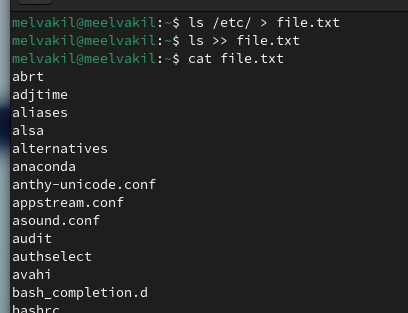 melvakil@meelvakil:~$ ls /etc/ > file.txt
melvakil@meelvakil:~$ ls >> file.txt
melvakil@meelvakil:~$ cat file.txt
abrt
adjtime
aliases
alsa
alternatives
anaconda
anthy-unicode.conf
appstream.conf
asound.conf
audit
authselect
avahi
bash_completion.d
bashrc